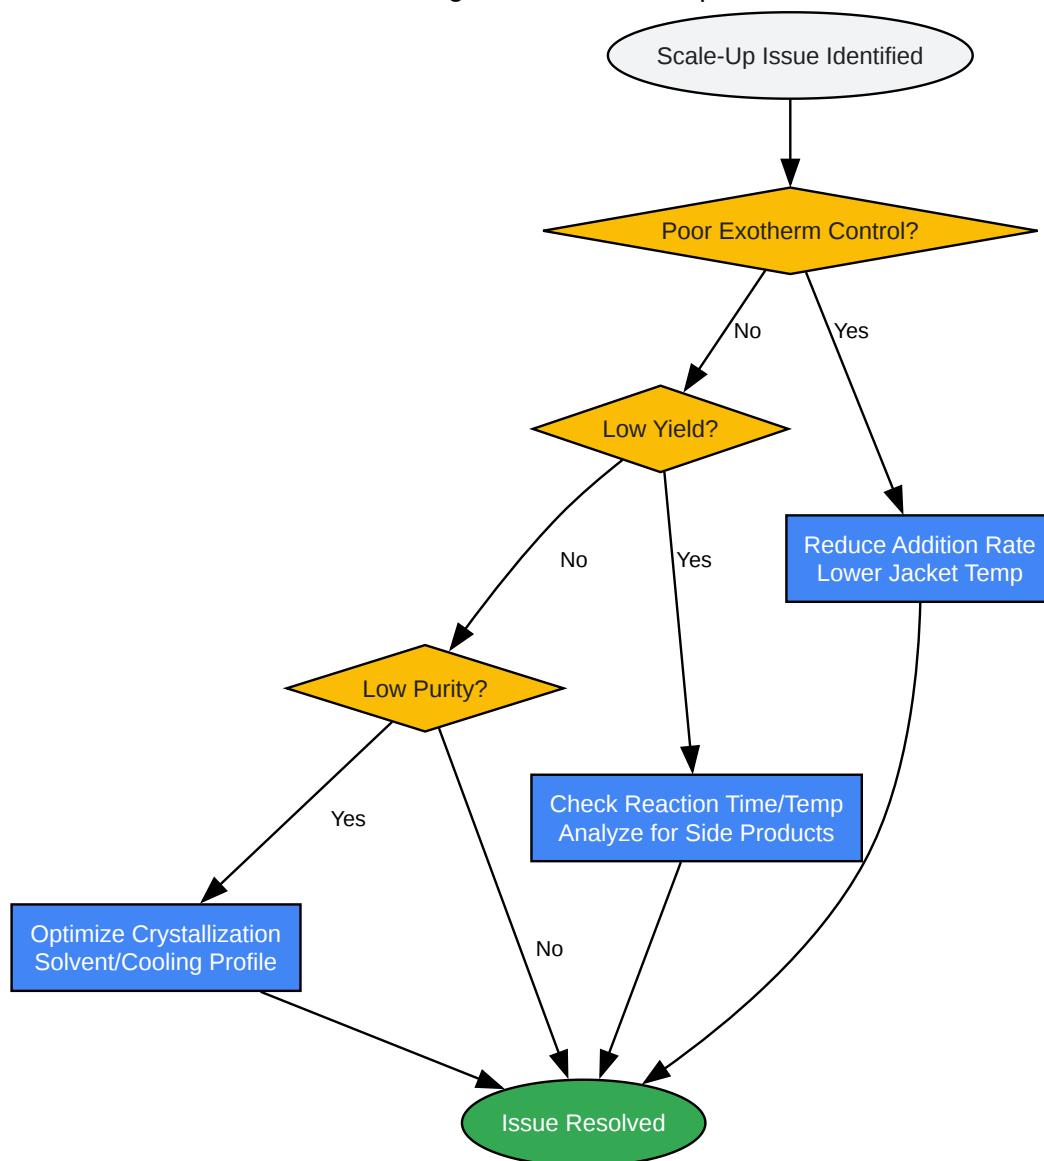 Scale-Up Issue Identified
Poor Exotherm Control?
No
Yes
Low Yield?
Reduce Addition Rate
Lower Jacket Temp
No
Yes
Low Purity?
Check Reaction Time/Temp
Analyze for Side Products
Yes
Optimize Crystallization
Solvent/Cooling Profile
No
Issue Resolved